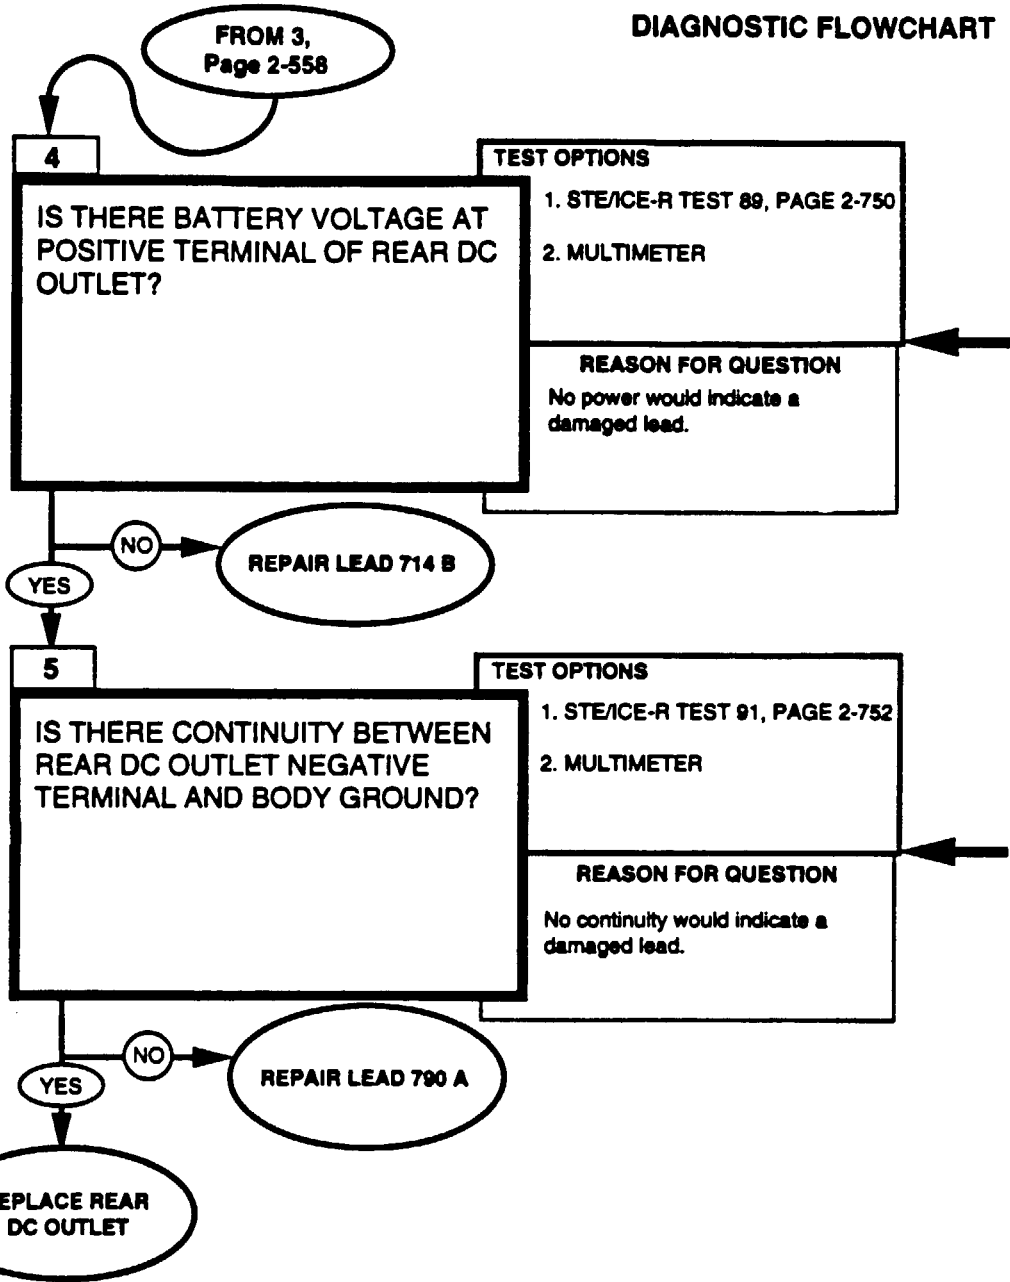 DIAGNOSTIC FLOWCHART
FROM 3,
Page 2-558
4
IS THERE BATTERY VOLTAGE AT
POSITIVE TERMINAL OF REAR DC
OUTLET?
TEST OPTIONS
1. STE/ICE-R TEST 89, PAGE 2-750
2. MULTIMETER
REASON FOR QUESTION
No power would indicate a
damaged lead.
NO
REPAIR LEAD 714 B
YES
5
IS THERE CONTINUITY BETWEEN
REAR DC OUTLET NEGATIVE
TERMINAL AND BODY GROUND?
TEST OPTIONS
1. STE/ICE-R TEST 91, PAGE 2-752
2. MULTIMETER
REASON FOR QUESTION
No continuity would indicate a
damaged lead.
NO
REPAIR LEAD 790 A
YES
EPLACE REAR
DC OUTLET